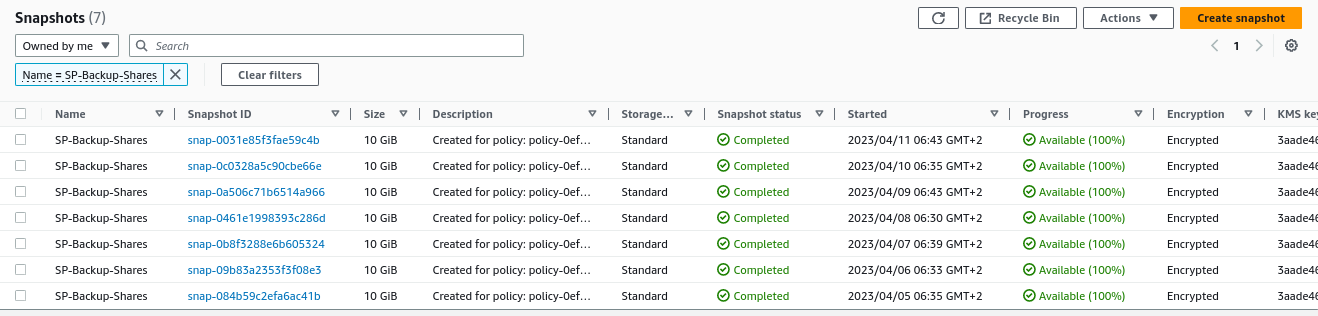 Snapshots (7) Recycle Bin Actions Create snapshot
Owned by me Search 1
Name = SP-Backup-Shares Clear filters
Name Snapshot ID Size Description Storage... Snapshot status Started Progress Encryption KMS key
SP-Backup-Shares snap-0031e85f3fae59c4b 10 GiB Created for policy: policy-0ef... Standard Completed 2023/04/11 06:43 GMT+2 Available (100%) Encrypted 3aade46
SP-Backup-Shares snap-0c0328a5c90cbe66e 10 GiB Created for policy: policy-0ef... Standard Completed 2023/04/10 06:35 GMT+2 Available (100%) Encrypted 3aade46
SP-Backup-Shares snap-0a506c71b6514a966 10 GiB Created for policy: policy-0ef... Standard Completed 2023/04/09 06:43 GMT+2 Available (100%) Encrypted 3aade46
SP-Backup-Shares snap-0461e1998393c286d 10 GiB Created for policy: policy-0ef... Standard Completed 2023/04/08 06:30 GMT+2 Available (100%) Encrypted 3aade46
SP-Backup-Shares snap-0b8f3288e6b605324 10 GiB Created for policy: policy-0ef... Standard Completed 2023/04/07 06:39 GMT+2 Available (100%) Encrypted 3aade46
SP-Backup-Shares snap-09b83a2353f3f08e3 10 GiB Created for policy: policy-0ef... Standard Completed 2023/04/06 06:33 GMT+2 Available (100%) Encrypted 3aade46
SP-Backup-Shares snap-084b59c2efa6ac41b 10 GiB Created for policy: policy-0ef... Standard Completed 2023/04/05 06:35 GMT+2 Available (100%) Encrypted 3aade46